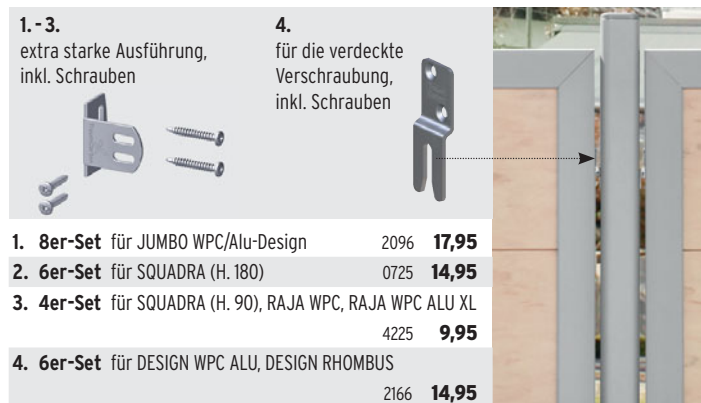 1. - 3.
extra starke Ausführung,
inkl. Schrauben
4.
für die verdeckte
Verschraubung,
inkl. Schrauben
1. 8er-Set für JUMBO WPC/Alu-Design 2096 17,95
2. 6er-Set für SQUADRA (H. 180) 0725 14,95
3. 4er-Set für SQUADRA (H. 90), RAJA WPC, RAJA WPC ALU XL
4225 9,95
4. 6er-Set für DESIGN WPC ALU, DESIGN RHOMBUS
2166 14,95